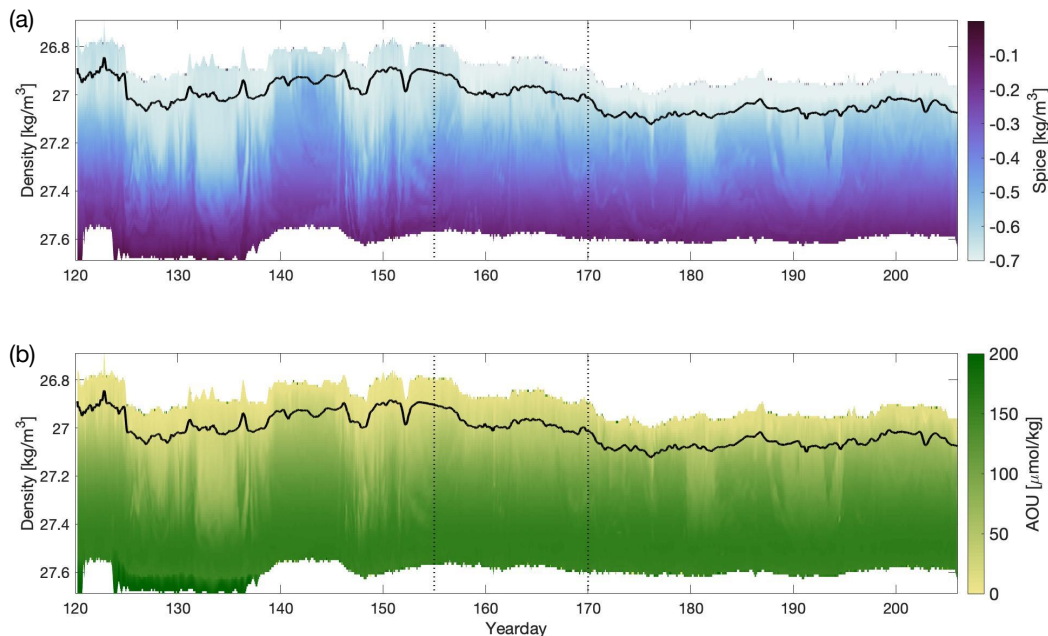 (a)
Density [kg/m³]
26.8
27
27.2
27.4
27.6
120 130 140 150 160 170 180 190 200
-0.1
-0.2
-0.3
-0.4
-0.5
-0.6
-0.7
Spice [kg/m³]
(b)
Density [kg/m³]
26.8
27
27.2
27.4
27.6
120 130 140 150 160 170 180 190 200
Yearday
200
150
100
50
0
AOU [μmol/kg]